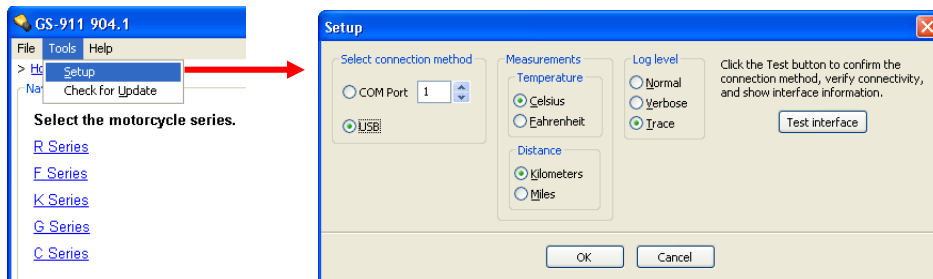 GS-911 904.1
File Tools Help
> Ho
Setup
Check for Update
Na
Select the motorcycle series.
R Series
F Series
K Series
G Series
C Series
Setup
Select connection method
COM Port 1
USB
Measurements
Temperature
Celsius
Fahrenheit
Distance
Kilometers
Miles
Log level
Normal
Verbose
Trace
Click the Test button to confirm the
connection method, verify connectivity,
and show interface information.
Test interface
OK Cancel